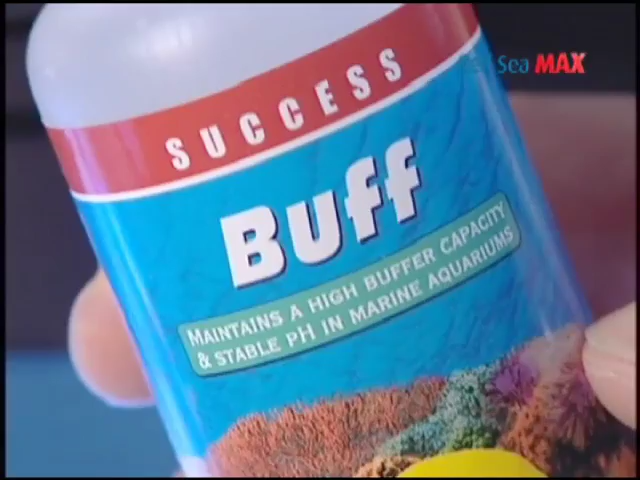 Sea MAX
SUCCESS
Buff
MAINTAINS A HIGH BUFFER CAPACITY
& STABLE pH IN MARINE AQUARIUMS